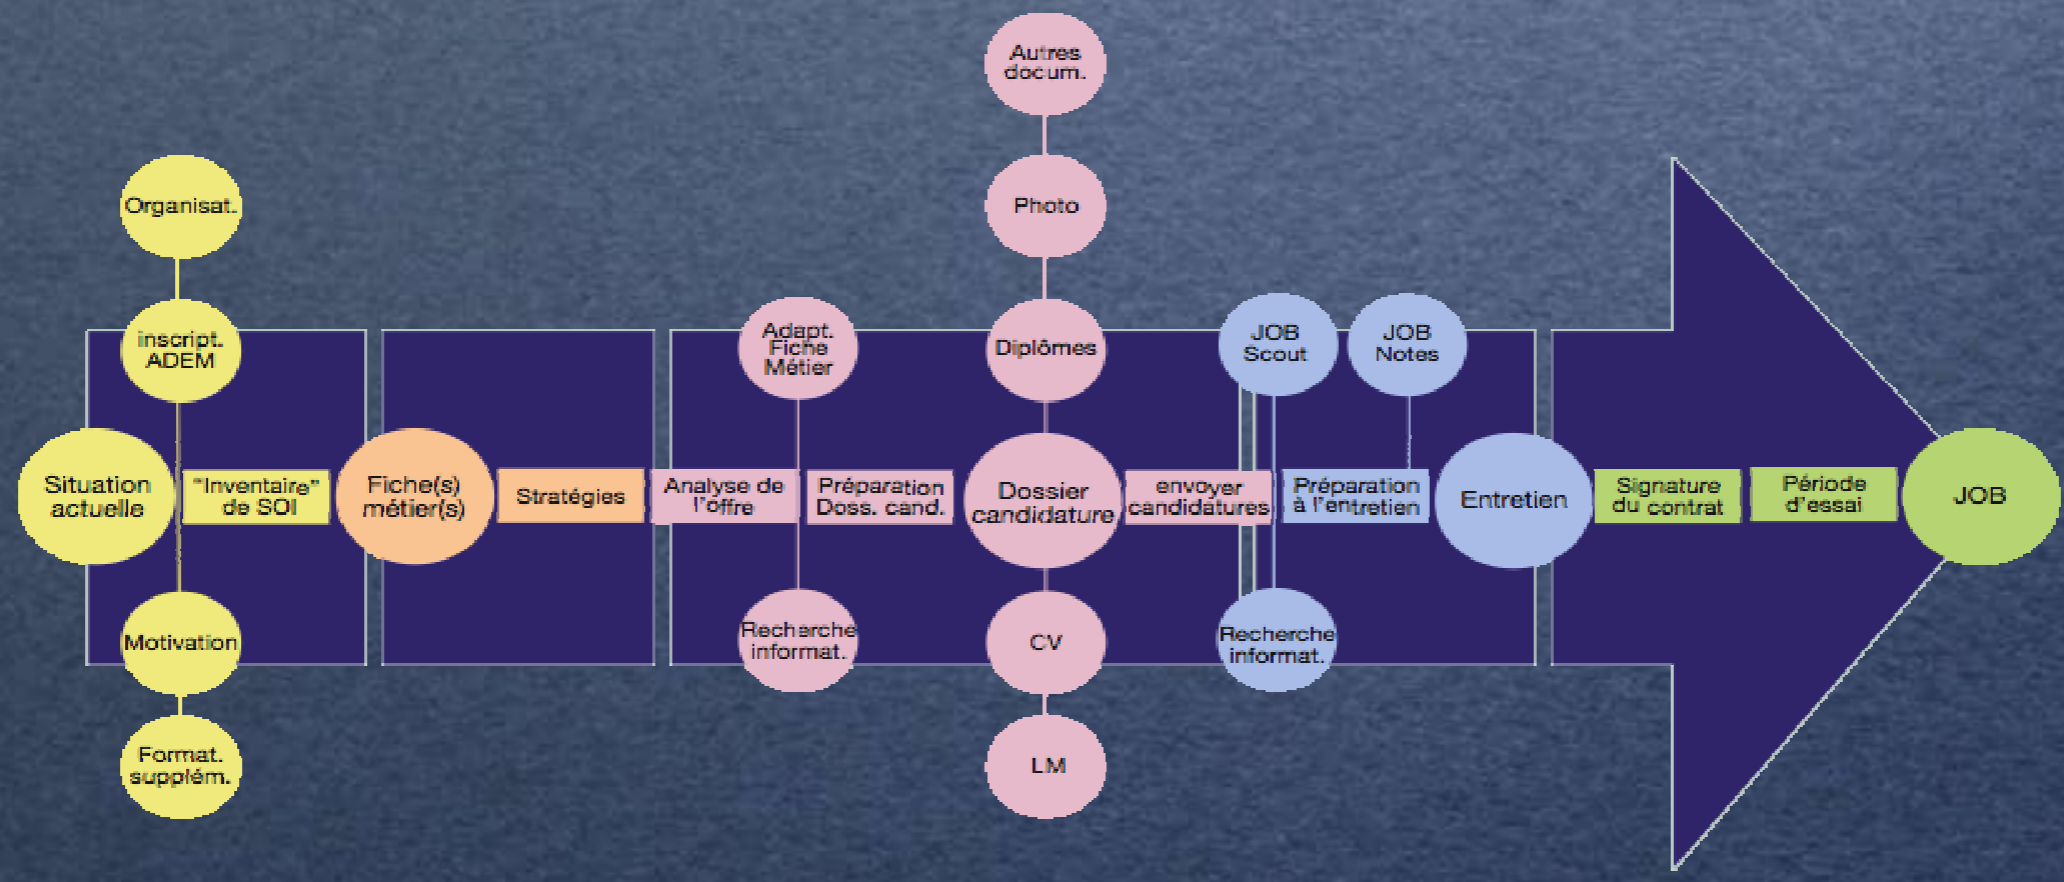 Autres
docum.
Photo
Organisat.
inscript.
ADEM
Adapt.
Fiche
Métier
Diplômes
JOB
Scout
JOB
Notes
Situation
actuelle
"Inventaire"
de SOI
Fiche(s)
métier(s)
Stratégies
Analyse de
l'offre
Préparation
Doss. cand.
Dossier
candidature
envoyer
candidatures
Préparation
à l'entretien
Entretien
Signature
du contrat
Période
d'essai
JOB
Motivation
Recherche
informat.
CV
Recherche
informat.
Format.
supplém.
LM